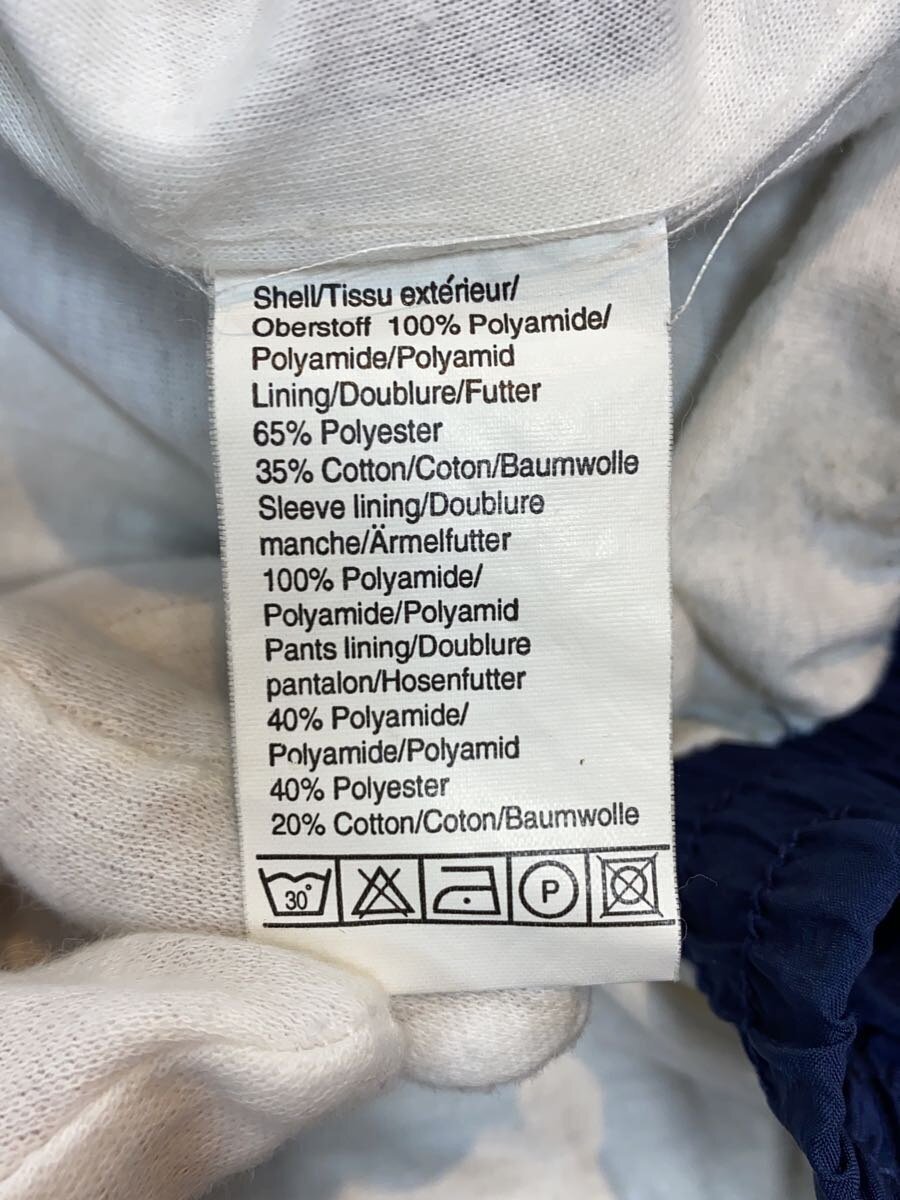 Shell/Tissu extérieur/
Oberstoff 100% Polyamide/
Polyamide/Polyamid
Lining/Doublure/Futter
65% Polyester
35% Cotton/Coton/Baumwolle
Sleeve lining/Doublure
manche/Ärmelfutter
100% Polyamide/
Polyamide/Polyamid
Pants lining/Doublure
pantalon/Hosenfutter
40% Polyamide/
Polyamide/Polyamid
40% Polyester
20% Cotton/Coton/Baumwolle
30° P